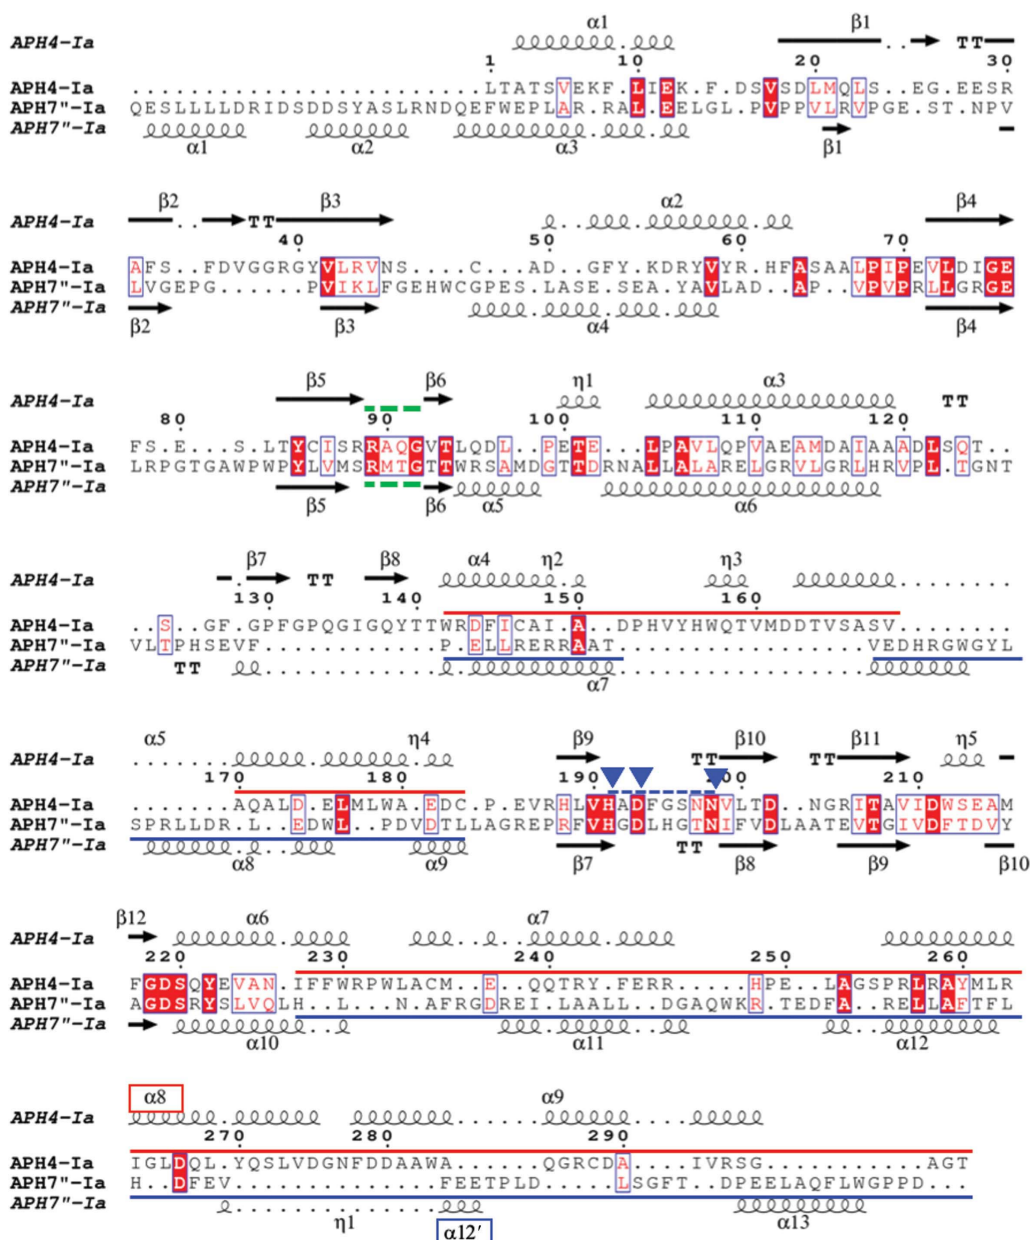 α1 β1
APH4−Ia TT
1 10 20 30
APH4−Ia .........................LTATSVEKF.LIEK.F.DSVSDLMQLS..EG.EESR
APH7"−Ia QESLLLLDRIDSDDSYASLRNDQEFWEPLAR.RRALEELGL.PVPPVLRVPGE.ST.NPV
APH7"−Ia
α1 α2 α3 β1
β2 β3 α2 β4
APH4−Ia TT
40 50 60 70
APH4−Ia AFS..FDVGGRGYVLRVNS....C...AD..GFY.KDRYVYR.HFASAALPIPEVLDIGE
APH7"−Ia LVGEPG......PVIKLFGEHWCGPES.LASE.SEA.YAVLAD..AP..VPVPRLLGRGE
APH7"−Ia
β2 β3 α4 β4
β5 β6 η1 α3
APH4−Ia TT
80 90 100 110 120
APH4−Ia FS.E...S.LTYCISRRAQGVTLQDL..PETE...LPAVLQPVAEAMDAIAAADLSQT..
APH7"−Ia LRPGTGAWPWPYLVMSRMTGTTWRSAMDGTTDRNALLALARELGRVLGRLHRVPL.TGNT
APH7"−Ia
β5 β6 α5 α6
β7 β8 α4 η2 η3
APH4−Ia TT
130 140 150 160
APH4−Ia ..S..GF.GPFGPQGIGQYTTWRDFICAI.A..DPHVYHWQTVMDDTVSASV........
APH7"−Ia VLTPHSEVF............P.ELLRERRAAT.................VEDHRGWGYL
APH7"−Ia TT
α7
α5 η4 β9 β10 β11 η5
APH4−Ia TT TT
170 180 190 200 210
APH4−Ia .......AQALD.ELMLWA.EDC.P.EVRHLVHADFGSNNVLTD..NGRITAVIDWSEAM
APH7"−Ia SPRLLDR.L..EDWL..PDVDTLLAGREPRFVHGDLHGTNIFVDLAATEVTGIVDFTDVY
APH7"−Ia TT
α8 α9 β7 β8 β9 β10
β12 α6 α7
APH4−Ia
220 230 240 250 260
APH4−Ia FGDSQYEVAN.IFFWRPWLACM..E..QQTRY.FERR.....HPE..LAGSPRLRAYMLR
APH7"−Ia AGDSRYSLVQLH..L...N.AFRGDREI.LAALL..DGAQWKR.TEDFA..RELLAFTFL
APH7"−Ia
α10 α11 α12
α8 α9
APH4−Ia
270 280 290
APH4−Ia IGLDQL.YQSLVDGNFDDAAWA......QGRCDA....IVRSG...........AGT
APH7"−Ia H..DFEV..............FEETPLD.....LSGFT..DPEELAQFLWGPPD...
APH7"−Ia
η1 α12′ α13